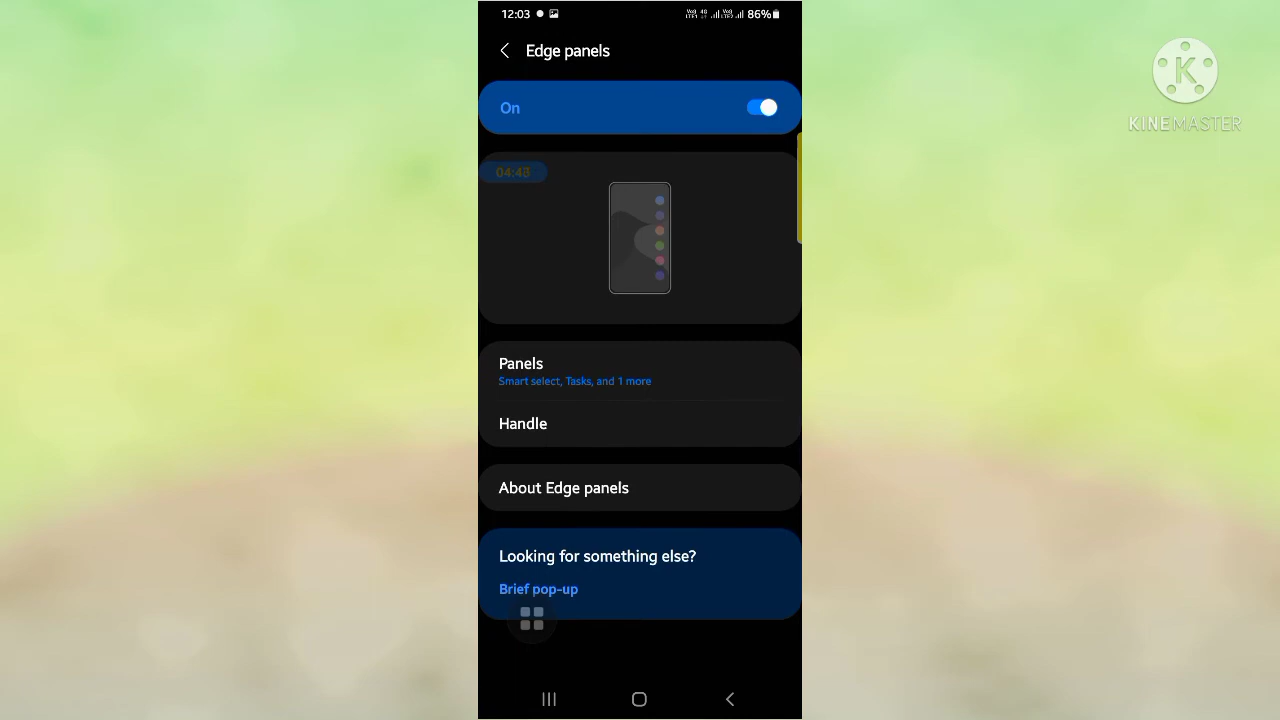 12:03
86%
Edge panels
On
04:48
Panels
Smart select, Tasks, and 1 more
Handle
About Edge panels
Looking for something else?
Brief pop-up
K
KINEMASTER